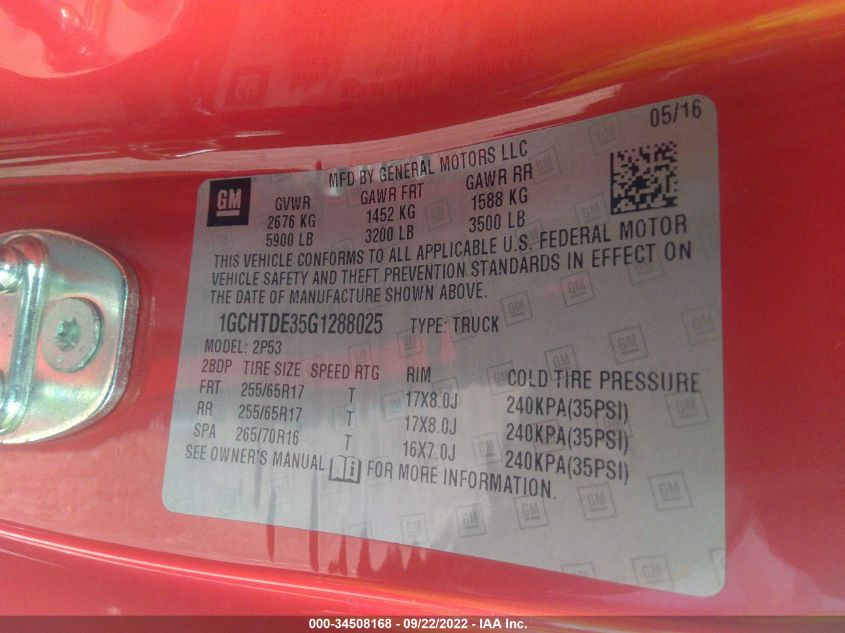 05/16
MFD BY GENERAL MOTORS LLC
GM
GVWR GAWR FRT GAWR RR
2676 KG 1452 KG 1588 KG
5900 LB 3200 LB 3500 LB
THIS VEHICLE CONFORMS TO ALL APPLICABLE U.S. FEDERAL MOTOR
VEHICLE SAFETY AND THEFT PREVENTION STANDARDS IN EFFECT ON
THE DATE OF MANUFACTURE SHOWN ABOVE.
1GCHTDE35G1288025 TYPE: TRUCK
MODEL: 2P53
2BDP TIRE SIZE SPEED RTG RIM COLD TIRE PRESSURE
FRT 255/65R17 T 17X8.0J 240KPA(35PSI)
RR 255/65R17 T 17X8.0J 240KPA(35PSI)
SPA 265/70R16 T 16X7.0J 240KPA(35PSI)
SEE OWNER'S MANUAL FOR MORE INFORMATION.
000-34508168 - 09/22/2022 - IAA Inc.